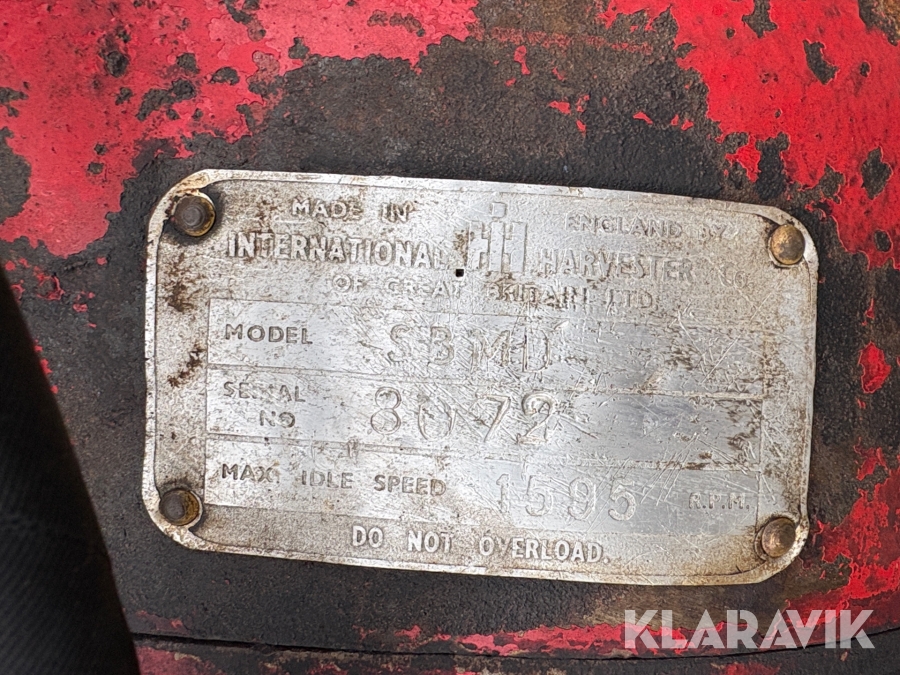 MADE IN ENGLAND BY
INTERNATIONAL HARVESTER
OF GREAT BRITAIN LTD.
MODEL SBMD
SERIAL NO 8072
MAX. IDLE SPEED 1595 R.P.M.
DO NOT OVERLOAD.
KLARAVIK